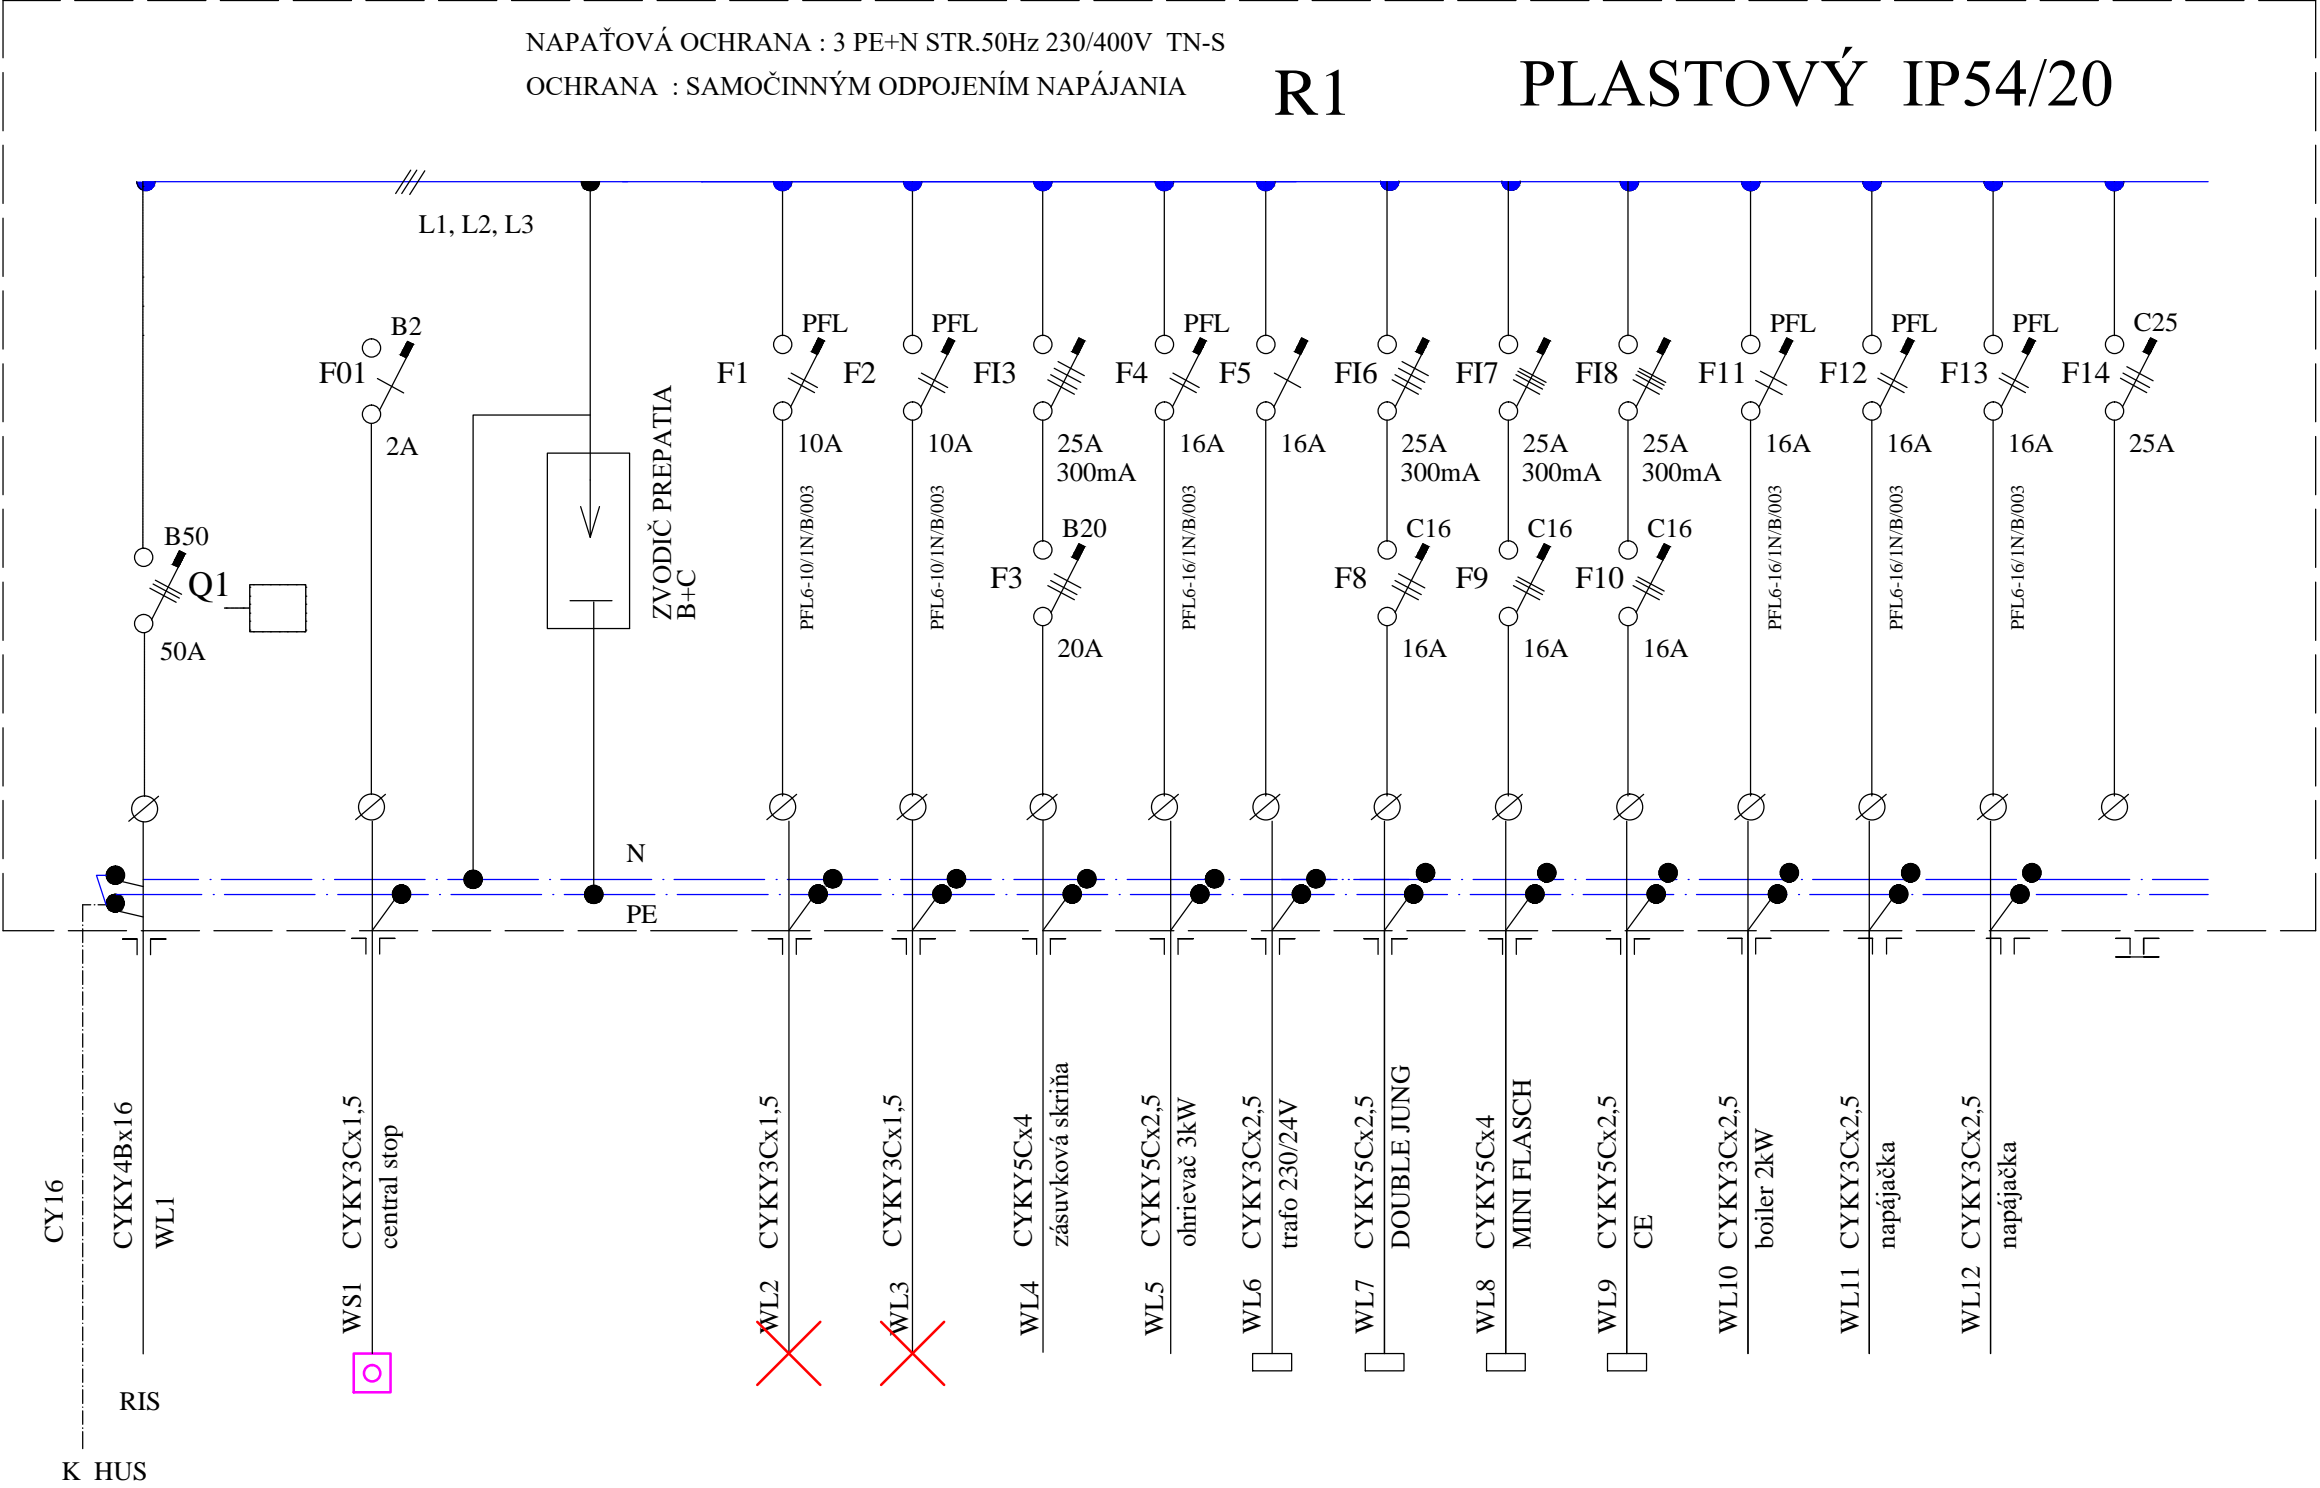 NAPAŤOVÁ OCHRANA : 3 PE+N STR.50Hz 230/400V TN-S
OCHRANA : SAMOČINNÝM ODPOJENÍM NAPÁJANIA
R1
PLASTOVÝ IP54/20
L1, L2, L3
B2
F01
2A
B50
Q1
50A
ZVODIČ PREPATIA
B+C
PFL
F1
10A
PFL6-10/1N/B/003
PFL
F2
10A
PFL6-10/1N/B/003
FI3
25A
300mA
B20
F3
20A
PFL
F4
16A
PFL6-16/1N/B/003
F5
16A
FI6
25A
300mA
C16
F8
16A
FI7
25A
300mA
C16
F9
16A
FI8
25A
300mA
C16
F10
16A
PFL
F11
16A
PFL6-16/1N/B/003
PFL
F12
16A
PFL6-16/1N/B/003
PFL
F13
16A
PFL6-16/1N/B/003
C25
F14
25A
N
PE
CY16
CYKY4Bx16
WL1
WS1 CYKY3Cx1,5
central stop
WL2 CYKY3Cx1,5
WL3 CYKY3Cx1,5
WL4 CYKY5Cx4
zásuvková skriňa
WL5 CYKY5Cx2,5
ohrievač 3kW
WL6 CYKY3Cx2,5
trafo 230/24V
WL7 CYKY5Cx2,5
DOUBLE JUNG
WL8 CYKY5Cx4
MINI FLASCH
WL9 CYKY5Cx2,5
CE
WL10 CYKY3Cx2,5
boiler 2kW
WL11 CYKY3Cx2,5
napájačka
WL12 CYKY3Cx2,5
napájačka
RIS
K HUS